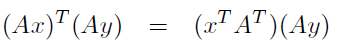 (Ax)^T(Ay) = (x^T A^T)(Ay)